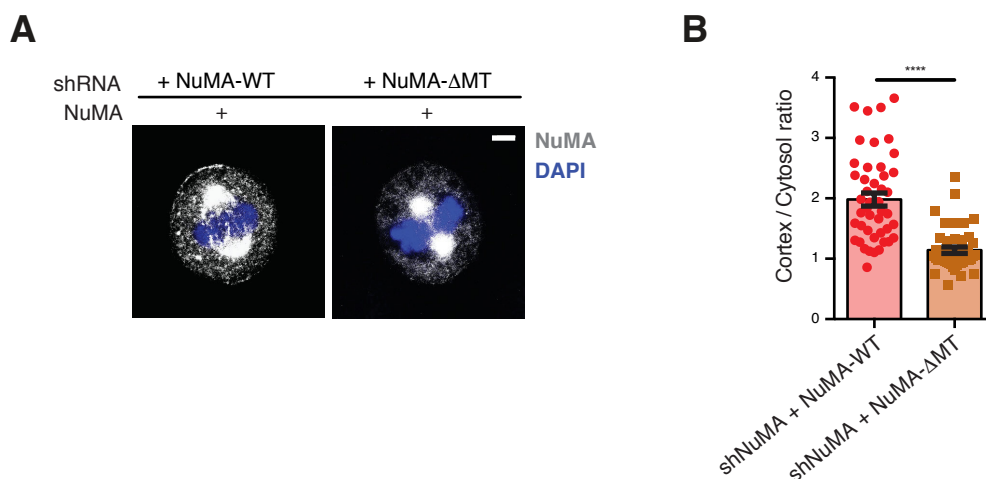 A
shRNA + NuMA-WT + NuMA-ΔMT
NuMA + +
NuMA
DAPI
B
****
Cortex / Cytosol ratio
4
3
2
1
0
shNuMA + NuMA-WT
shNuMA + NuMA-ΔMT